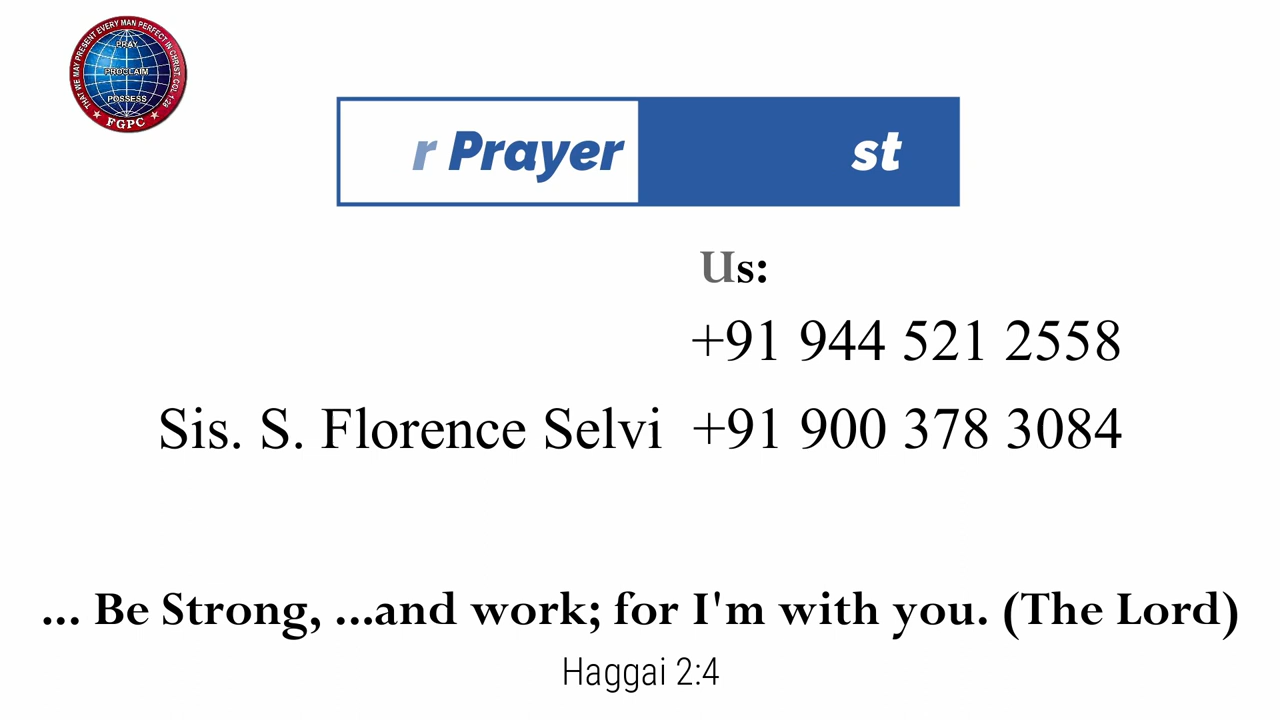 THAT WE MAY PRESENT EVERY MAN PERFECT IN CHRIST. COL 1:28
PRAY
PROCLAIM
POSSESS
FGPC
r Prayer st
Us:
+91 944 521 2558
Sis. S. Florence Selvi +91 900 378 3084
... Be Strong, ...and work; for I'm with you. (The Lord)
Haggai 2:4